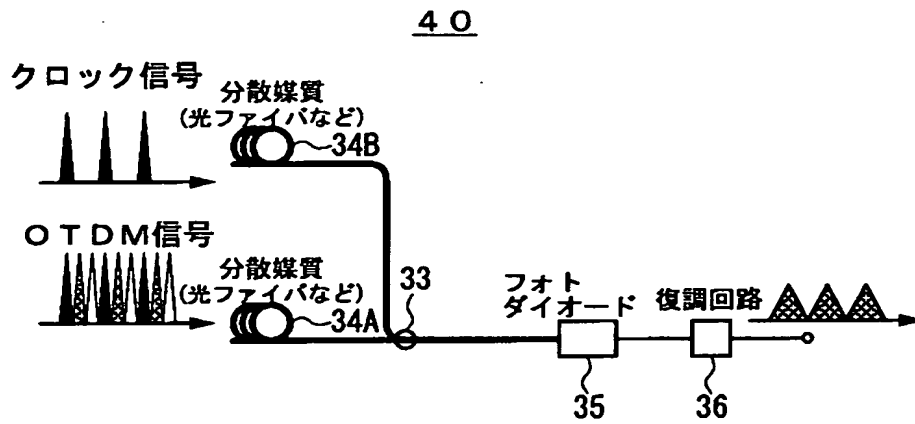 ４０
クロック信号
分散媒質
(光ファイバなど)
34B
ＯＴＤＭ信号
分散媒質
(光ファイバなど)
34A
33
フォト
ダイオード
復調回路
35
36